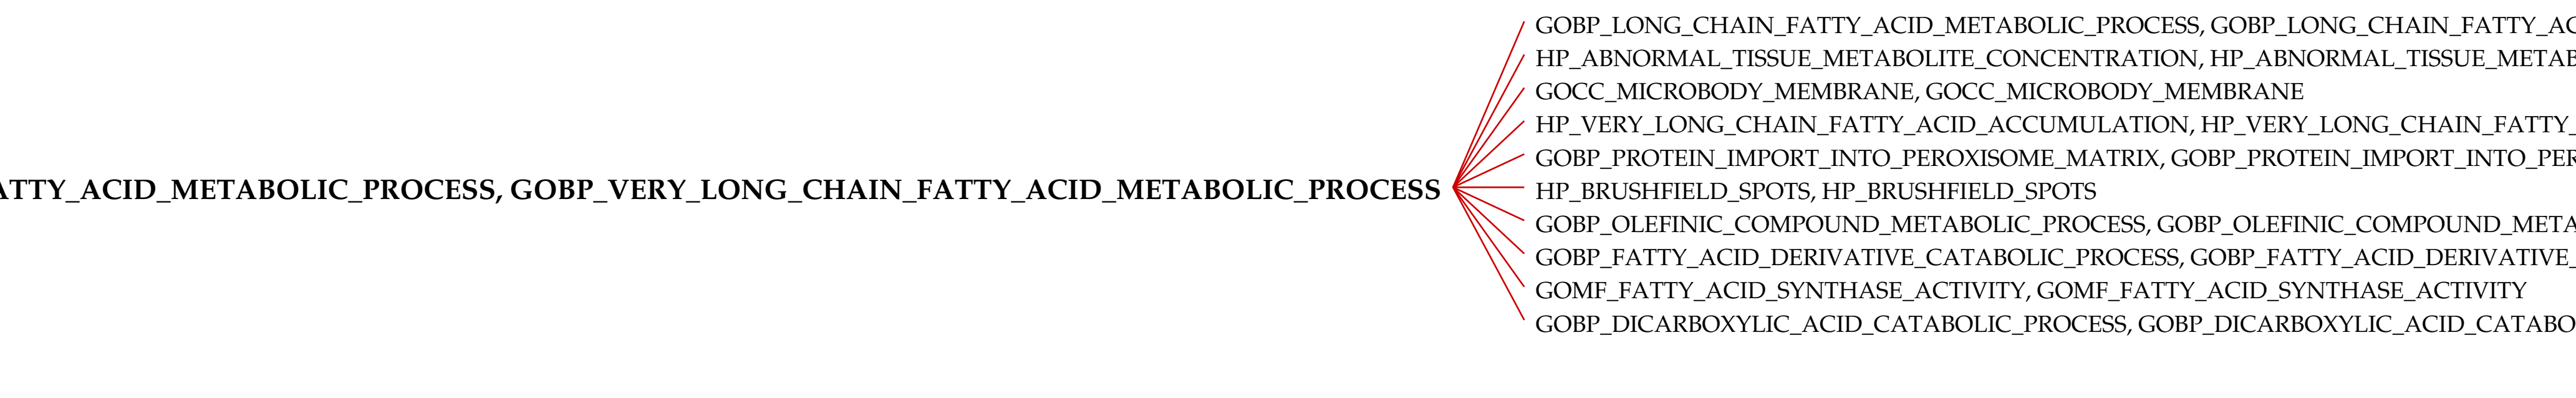 GOBP_LONG_CHAIN_FATTY_ACID_METABOLIC_PROCESS, GOBP_LONG_CHAIN_FATTY_AC
HP_ABNORMAL_TISSUE_METABOLITE_CONCENTRATION, HP_ABNORMAL_TISSUE_METAB
GOCC_MICROBODY_MEMBRANE, GOCC_MICROBODY_MEMBRANE
HP_VERY_LONG_CHAIN_FATTY_ACID_ACCUMULATION, HP_VERY_LONG_CHAIN_FATTY_
GOBP_PROTEIN_IMPORT_INTO_PEROXISOME_MATRIX, GOBP_PROTEIN_IMPORT_INTO_PER
ATTY_ACID_METABOLIC_PROCESS, GOBP_VERY_LONG_CHAIN_FATTY_ACID_METABOLIC_PROCESS
HP_BRUSHFIELD_SPOTS, HP_BRUSHFIELD_SPOTS
GOBP_OLEFINIC_COMPOUND_METABOLIC_PROCESS, GOBP_OLEFINIC_COMPOUND_META
GOBP_FATTY_ACID_DERIVATIVE_CATABOLIC_PROCESS, GOBP_FATTY_ACID_DERIVATIVE_
GOMF_FATTY_ACID_SYNTHASE_ACTIVITY, GOMF_FATTY_ACID_SYNTHASE_ACTIVITY
GOBP_DICARBOXYLIC_ACID_CATABOLIC_PROCESS, GOBP_DICARBOXYLIC_ACID_CATABO